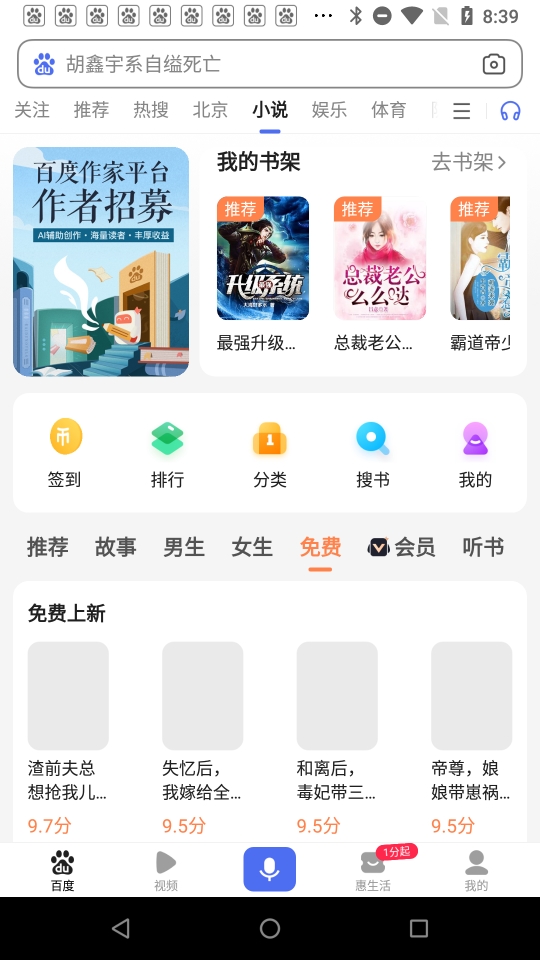 8:39
胡鑫宇系自缢死亡
关注 推荐 热搜 北京 小说 娱乐 体育
百度作家平台
作者招募
AI辅助创作·海量读者·丰厚收益
我的书架 去书架
推荐 推荐 推荐
升级系统
总裁老公
么么哒
最强升级… 总裁老公… 霸道帝少
签到 排行 分类 搜书 我的
推荐 故事 男生 女生 免费 会员 听书
免费上新
渣前夫总 失忆后， 和离后， 帝尊，娘
想抢我儿… 我嫁给全… 毒妃带三… 娘带崽祸…
9.7分 9.5分 9.5分 9.5分
1分起
百度 视频 惠生活 我的